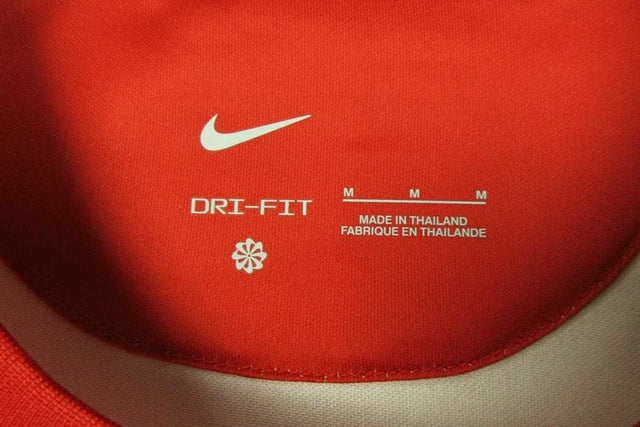 DRI-FIT
M M M
MADE IN THAILAND
FABRIQUE EN THAILANDE